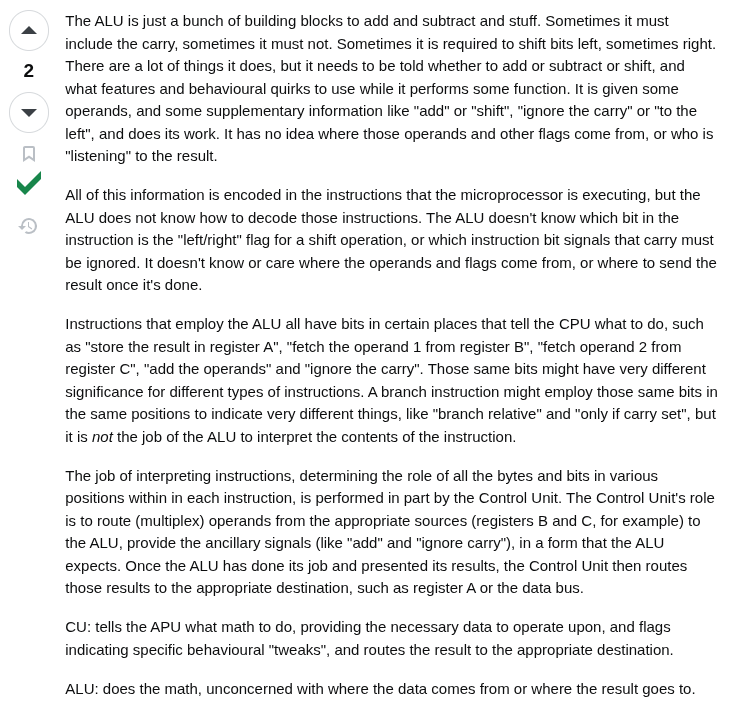 The ALU is just a bunch of building blocks to add and subtract and stuff. Sometimes it must
include the carry, sometimes it must not. Sometimes it is required to shift bits left, sometimes right.
There are a lot of things it does, but it needs to be told whether to add or subtract or shift, and
what features and behavioural quirks to use while it performs some function. It is given some
operands, and some supplementary information like "add" or "shift", "ignore the carry" or "to the
left", and does its work. It has no idea where those operands and other flags come from, or who is
"listening" to the result.
2
All of this information is encoded in the instructions that the microprocessor is executing, but the
ALU does not know how to decode those instructions. The ALU doesn't know which bit in the
instruction is the "left/right" flag for a shift operation, or which instruction bit signals that carry must
be ignored. It doesn't know or care where the operands and flags come from, or where to send the
result once it's done.
Instructions that employ the ALU all have bits in certain places that tell the CPU what to do, such
as "store the result in register A", "fetch the operand 1 from register B", "fetch operand 2 from
register C", "add the operands" and "ignore the carry". Those same bits might have very different
significance for different types of instructions. A branch instruction might employ those same bits in
the same positions to indicate very different things, like "branch relative" and "only if carry set", but
it is not the job of the ALU to interpret the contents of the instruction.
The job of interpreting instructions, determining the role of all the bytes and bits in various
positions within in each instruction, is performed in part by the Control Unit. The Control Unit's role
is to route (multiplex) operands from the appropriate sources (registers B and C, for example) to
the ALU, provide the ancillary signals (like "add" and "ignore carry"), in a form that the ALU
expects. Once the ALU has done its job and presented its results, the Control Unit then routes
those results to the appropriate destination, such as register A or the data bus.
CU: tells the APU what math to do, providing the necessary data to operate upon, and flags
indicating specific behavioural "tweaks", and routes the result to the appropriate destination.
ALU: does the math, unconcerned with where the data comes from or where the result goes to.